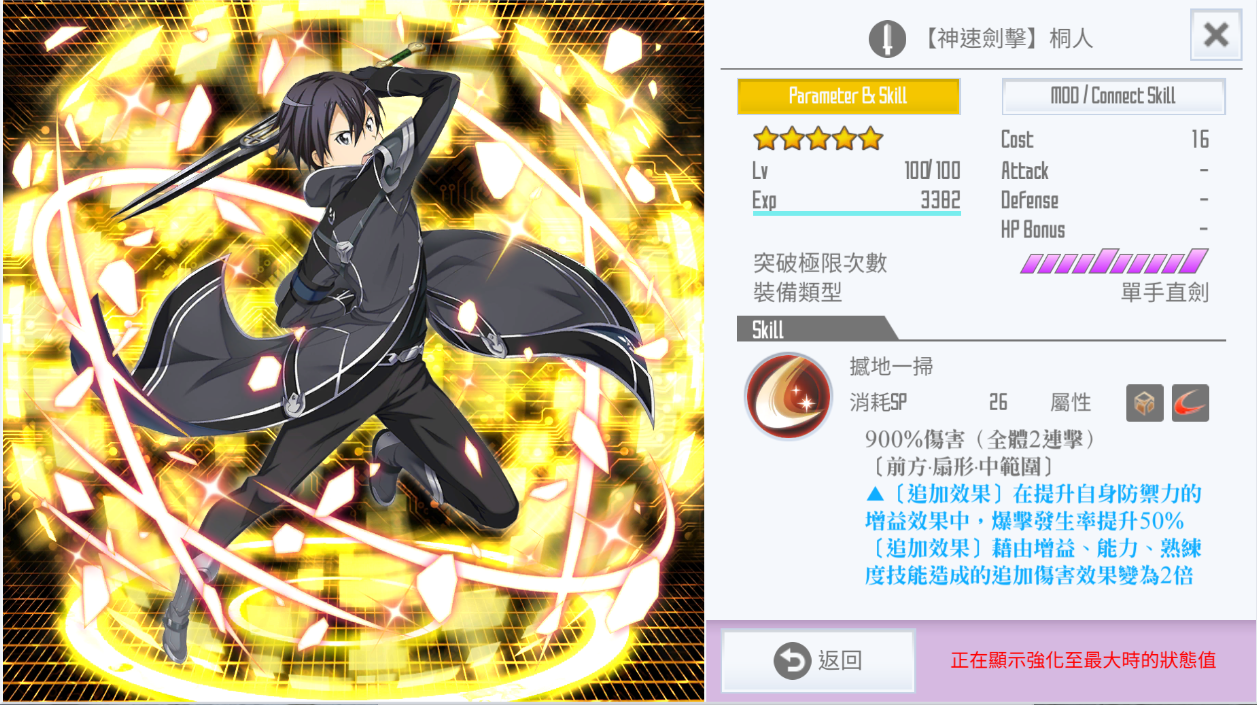 【神速劍擊】桐人
Parameter & Skill
MOD / Connect Skill
Lv 100/100
Exp 3382
Cost 16
Attack -
Defense -
HP Bonus -
突破極限次數
裝備類型 單手直劍
Skill
撼地一掃
消耗SP 26 屬性
900%傷害（全體2連擊）
〔前方·扇形·中範圍〕
▲〔追加效果〕在提升自身防禦力的
增益效果中，爆擊發生率提升50%
〔追加效果〕藉由增益、能力、熟練
度技能造成的追加傷害效果變為2倍
返回
正在顯示強化至最大時的狀態值